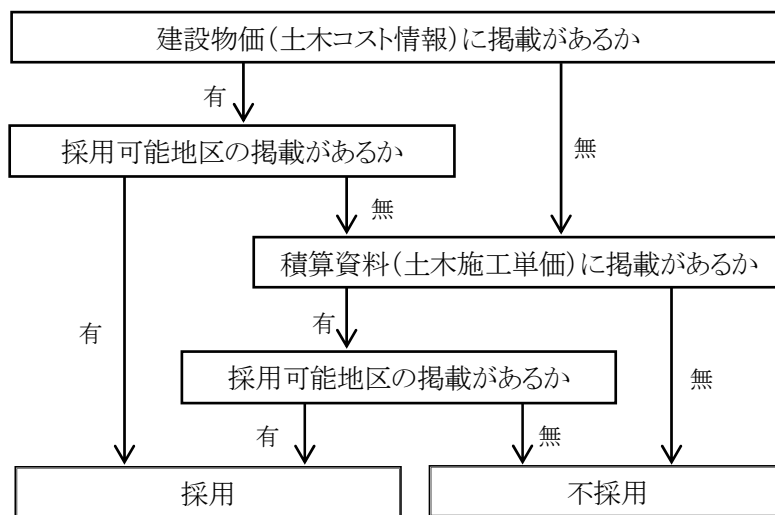 建設物価（土木コスト情報）に掲載があるか
有
無
採用可能地区の掲載があるか
無
積算資料（土木施工単価）に掲載があるか
有
有
採用可能地区の掲載があるか
無
有
無
採用
不採用